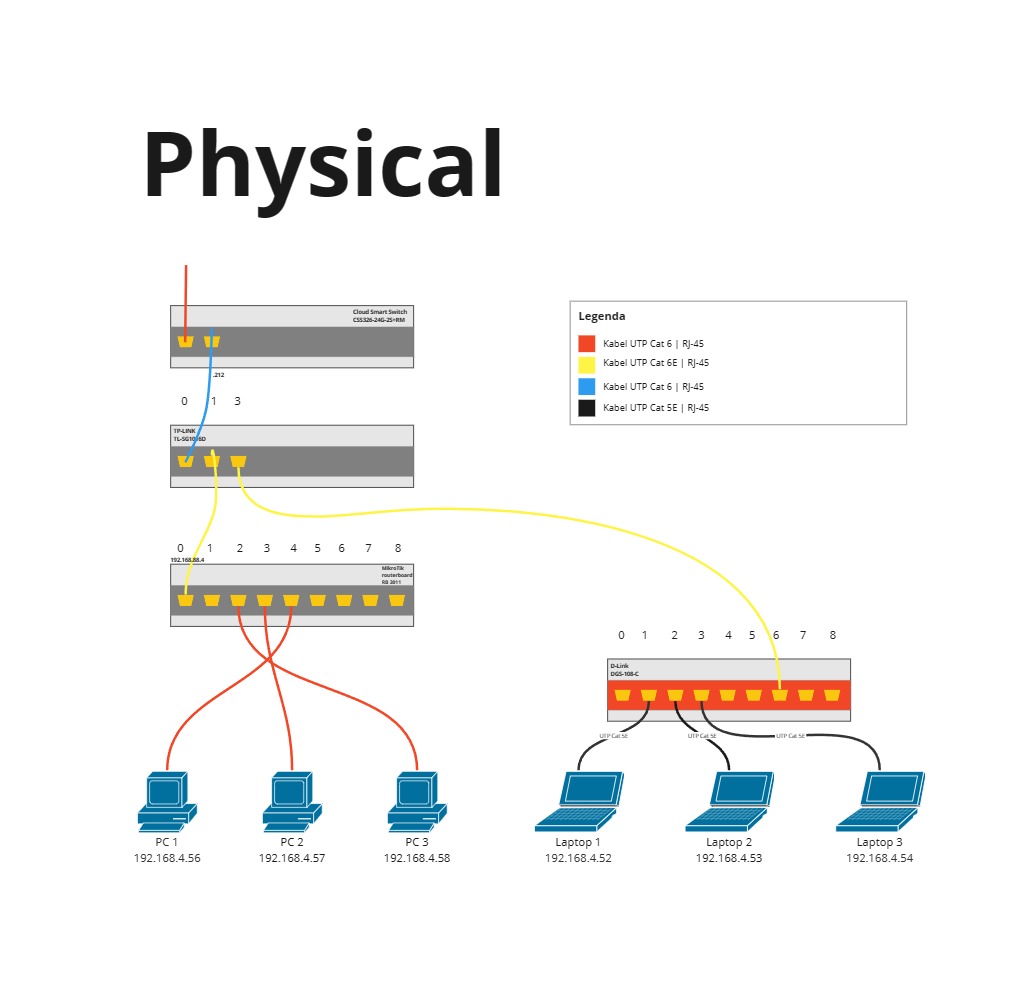 Physical
Cloud Smart Switch
CSS326-24G-2S+RM
.212
0 1 3
TP-LINK
TL-SG1016D
Legenda
Kabel UTP Cat 6 | RJ-45
Kabel UTP Cat 6E | RJ-45
Kabel UTP Cat 6 | RJ-45
Kabel UTP Cat 5E | RJ-45
0 1 2 3 4 5 6 7 8
192.168.88.4
MikroTik
routerboard
RB 3011
0 1 2 3 4 5 6 7 8
D-Link
DGS-108-C
UTP Cat 5E
UTP Cat 5E
UTP Cat 5E
PC 1
192.168.4.56
PC 2
192.168.4.57
PC 3
192.168.4.58
Laptop 1
192.168.4.52
Laptop 2
192.168.4.53
Laptop 3
192.168.4.54